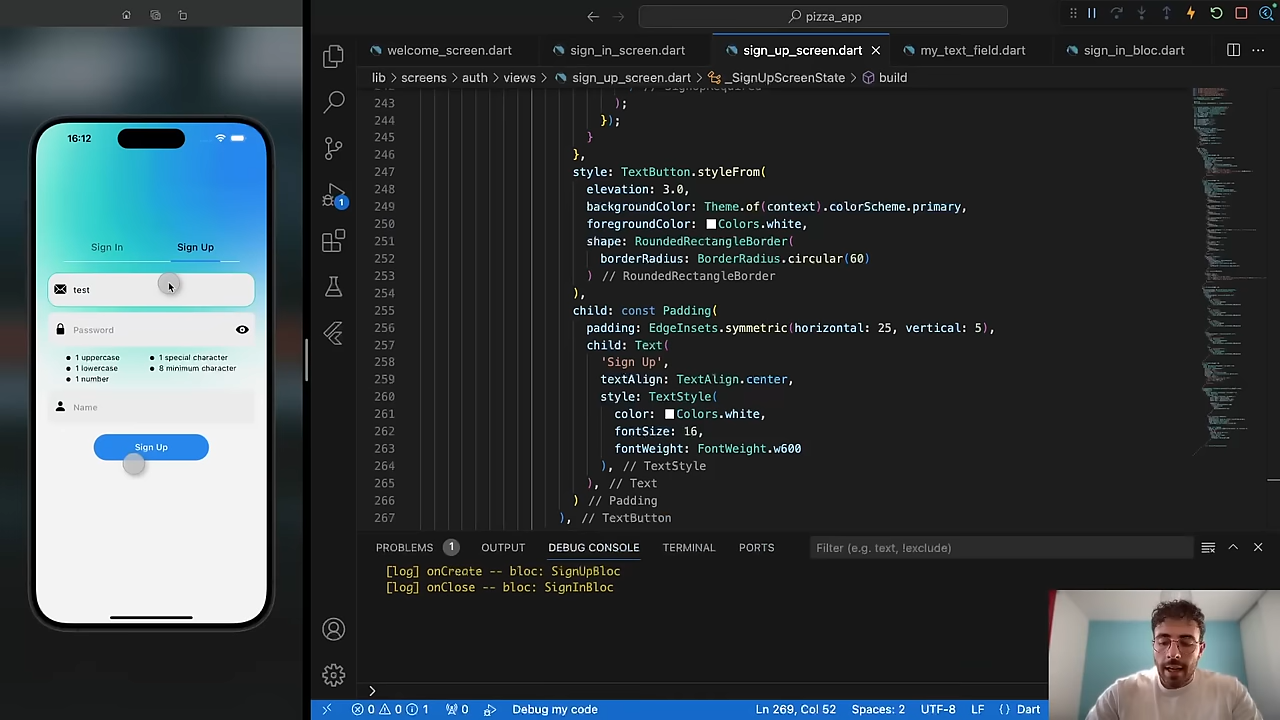 pizza_app
welcome_screen.dart
sign_in_screen.dart
sign_up_screen.dart
my_text_field.dart
sign_in_bloc.dart
lib > screens > auth > views > sign_up_screen.dart > _SignUpScreenState > build
243 );
244 });
245 }
246 },
247 style: TextButton.styleFrom(
248 elevation: 3.0,
249 backgroundColor: Theme.of(context).colorScheme.primary,
250 foregroundColor: Colors.white,
251 shape: RoundedRectangleBorder(
252 borderRadius: BorderRadius.circular(60)
253 ) // RoundedRectangleBorder
254 ),
255 child: const Padding(
256 padding: EdgeInsets.symmetric(horizontal: 25, vertical: 5),
257 child: Text(
258 'Sign Up',
259 textAlign: TextAlign.center,
260 style: TextStyle(
261 color: Colors.white,
262 fontSize: 16,
263 fontWeight: FontWeight.w600
264 ), // TextStyle
265 ), // Text
266 ) // Padding
267 ), // TextButton
16:12
Sign In
Sign Up
test
Password
1 uppercase
1 special character
1 lowercase
8 minimum character
1 number
Name
Sign Up
1
PROBLEMS 1
OUTPUT
DEBUG CONSOLE
TERMINAL
PORTS
Filter (e.g. text, !exclude)
[log] onCreate -- bloc: SignUpBloc
[log] onClose -- bloc: SignInBloc
0 0 1
0
Debug my code
Ln 269, Col 52
Spaces: 2
UTF-8
LF
{ } Dart